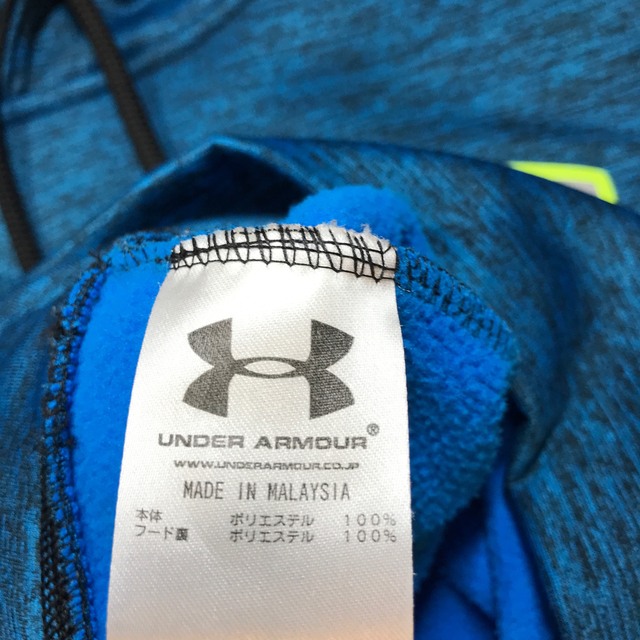 UNDER ARMOUR®
WWW.UNDERARMOUR.CO.JP
MADE IN MALAYSIA
本体 ポリエステル 100%
フード裏 ポリエステル 100%